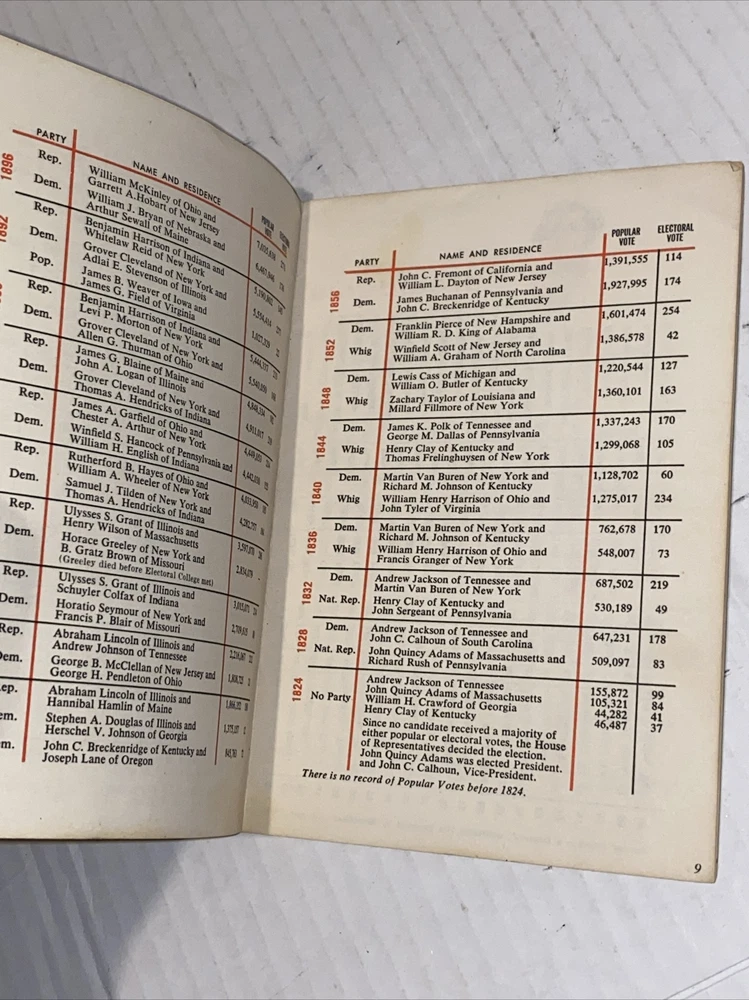 PARTY NAME AND RESIDENCE
1896
Rep. William McKinley of Ohio and
Garrett A. Hobart of New Jersey
Dem. William J. Bryan of Nebraska and
Arthur Sewall of Maine
1892
Rep. Benjamin Harrison of Indiana and
Whitelaw Reid of New York
Dem. Grover Cleveland of New York and
Adlai E. Stevenson of Illinois
Pop. James B. Weaver of Iowa and
James G. Field of Virginia
Rep. Benjamin Harrison of Indiana and
Levi P. Morton of New York
Dem. Grover Cleveland of New York and
Allen G. Thurman of Ohio
Rep. James G. Blaine of Maine and
John A. Logan of Illinois
Dem. Grover Cleveland of New York and
Thomas A. Hendricks of Indiana
Rep. James A. Garfield of Ohio and
Chester A. Arthur of New York
Dem. Winfield S. Hancock of Pennsylvania and
William H. English of Indiana
Rep. Rutherford B. Hayes of Ohio and
William A. Wheeler of New York
Dem. Samuel J. Tilden of New York and
Thomas A. Hendricks of Indiana
Rep. Ulysses S. Grant of Illinois and
Henry Wilson of Massachusetts
Dem. Horace Greeley of New York and
B. Gratz Brown of Missouri
(Greeley died before Electoral College met)
Rep. Ulysses S. Grant of Illinois and
Schuyler Colfax of Indiana
Dem. Horatio Seymour of New York and
Francis P. Blair of Missouri
Rep. Abraham Lincoln of Illinois and
Andrew Johnson of Tennessee
em. George B. McClellan of New Jersey and
George H. Pendleton of Ohio
ep. Abraham Lincoln of Illinois and
Hannibal Hamlin of Maine
em. Stephen A. Douglas of Illinois and
Herschel V. Johnson of Georgia
m. John C. Breckenridge of Kentucky and
Joseph Lane of Oregon
PARTY NAME AND RESIDENCE POPULAR VOTE ELECTORAL VOTE
1856
Rep. John C. Fremont of California and 1,391,555 114
William L. Dayton of New Jersey
Dem. James Buchanan of Pennsylvania and 1,927,995 174
John C. Breckenridge of Kentucky
1852
Dem. Franklin Pierce of New Hampshire and 1,601,474 254
William R. D. King of Alabama
Whig Winfield Scott of New Jersey and 1,386,578 42
William A. Graham of North Carolina
1848
Dem. Lewis Cass of Michigan and 1,220,544 127
William O. Butler of Kentucky
Whig Zachary Taylor of Louisiana and 1,360,101 163
Millard Fillmore of New York
1844
Dem. James K. Polk of Tennessee and 1,337,243 170
George M. Dallas of Pennsylvania
Whig Henry Clay of Kentucky and 1,299,068 105
Thomas Frelinghuysen of New York
1840
Dem. Martin Van Buren of New York and 1,128,702 60
Richard M. Johnson of Kentucky
Whig William Henry Harrison of Ohio and 1,275,017 234
John Tyler of Virginia
1836
Dem. Martin Van Buren of New York and 762,678 170
Richard M. Johnson of Kentucky
Whig William Henry Harrison of Ohio and 548,007 73
Francis Granger of New York
1832
Dem. Andrew Jackson of Tennessee and 687,502 219
Martin Van Buren of New York
Nat. Rep. Henry Clay of Kentucky and 530,189 49
John Sergeant of Pennsylvania
1828
Dem. Andrew Jackson of Tennessee and 647,231 178
John C. Calhoun of South Carolina
Nat. Rep. John Quincy Adams of Massachusetts and 509,097 83
Richard Rush of Pennsylvania
1824
No Party Andrew Jackson of Tennessee 155,872 99
John Quincy Adams of Massachusetts 105,321 84
William H. Crawford of Georgia 44,282 41
Henry Clay of Kentucky 46,487 37
Since no candidate received a majority of
either popular or electoral votes, the House
of Representatives decided the election.
John Quincy Adams was elected President.
and John C. Calhoun, Vice-President.
There is no record of Popular Votes before 1824.
9